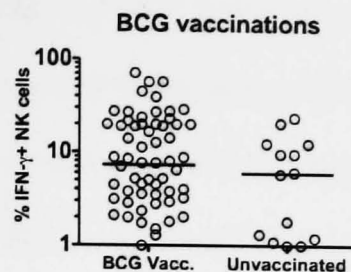 BCG vaccinations
% IFN-γ+ NK cells
100
10
1
BCG Vacc. Unvaccinated